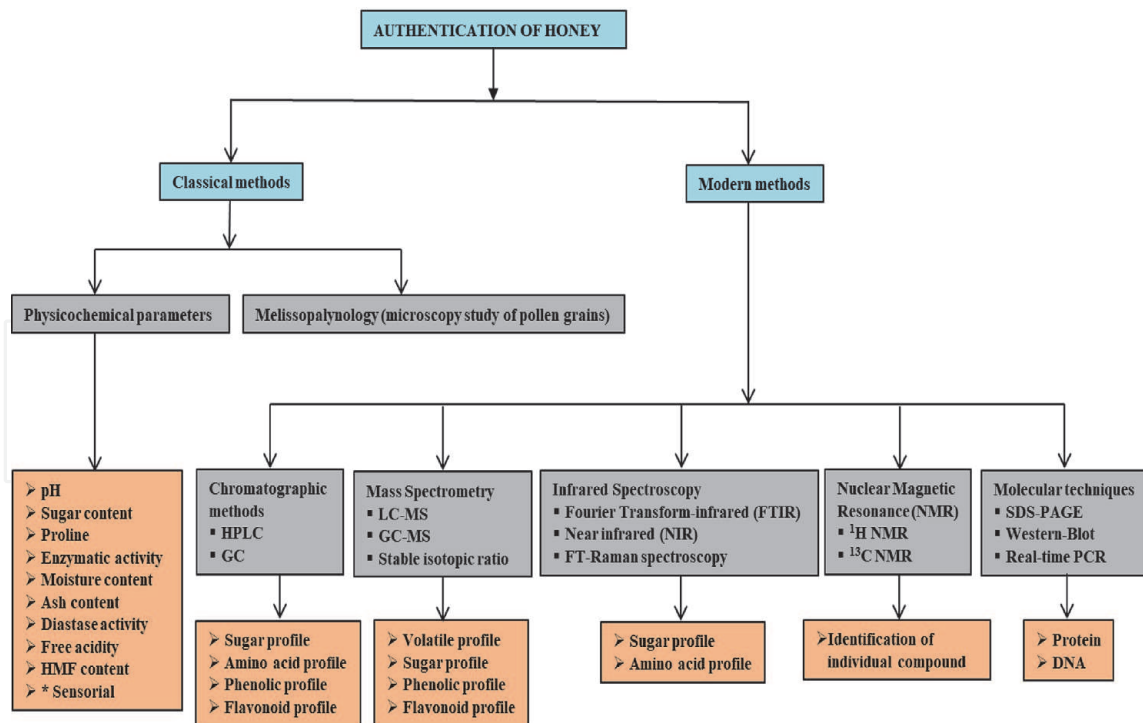 AUTHENTICATION OF HONEY
Classical methods
Modern methods
Physicochemical parameters
Melissopalynology (microscopy study of pollen grains)
➢ pH
➢ Sugar content
➢ Proline
➢ Enzymatic activity
➢ Moisture content
➢ Ash content
➢ Diastase activity
➢ Free acidity
➢ HMF content
➢ * Sensorial
Chromatographic
methods
▪ HPLC
▪ GC
Mass Spectrometry
▪ LC-MS
▪ GC-MS
▪ Stable isotopic ratio
Infrared Spectroscopy
▪ Fourier Transform-infrared (FTIR)
▪ Near infrared (NIR)
▪ FT-Raman spectroscopy
Nuclear Magnetic
Resonance (NMR)
▪ ¹H NMR
▪ ¹³C NMR
Molecular techniques
▪ SDS-PAGE
▪ Western-Blot
▪ Real-time PCR
➢ Sugar profile
➢ Amino acid profile
➢ Phenolic profile
➢ Flavonoid profile
➢ Volatile profile
➢ Sugar profile
➢ Phenolic profile
➢ Flavonoid profile
➢ Sugar profile
➢ Amino acid profile
➢Identification of
individual compound
➢ Protein
➢ DNA